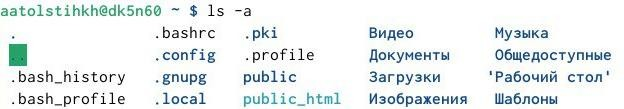 aatolstihkh@dk5n60 ~ $ ls -a
. .bashrc .pki Видео Музыка
.. .config .profile Документы Общедоступные
.bash_history .gnupg public Загрузки 'Рабочий стол'
.bash_profile .local public_html Изображения Шаблоны